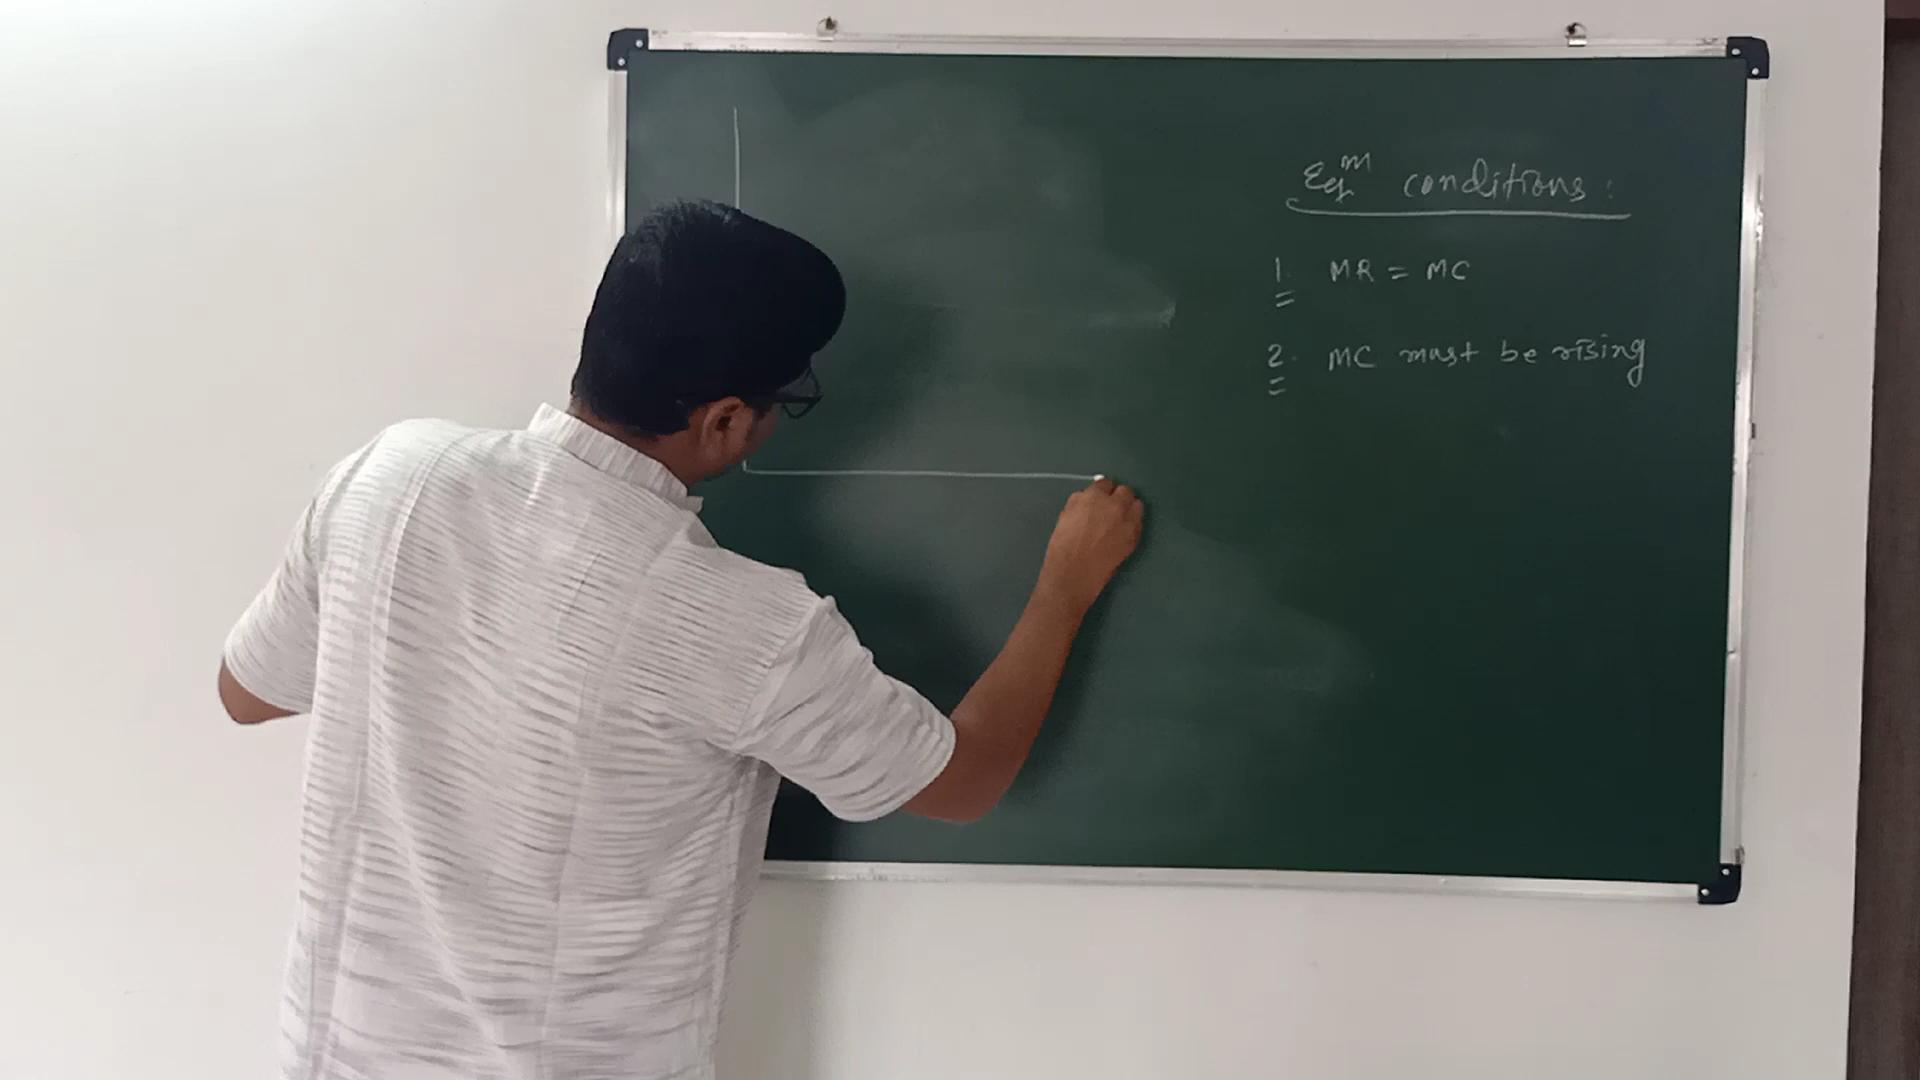 Eqᵐ conditions :
1. MR = MC
2. MC must be rising